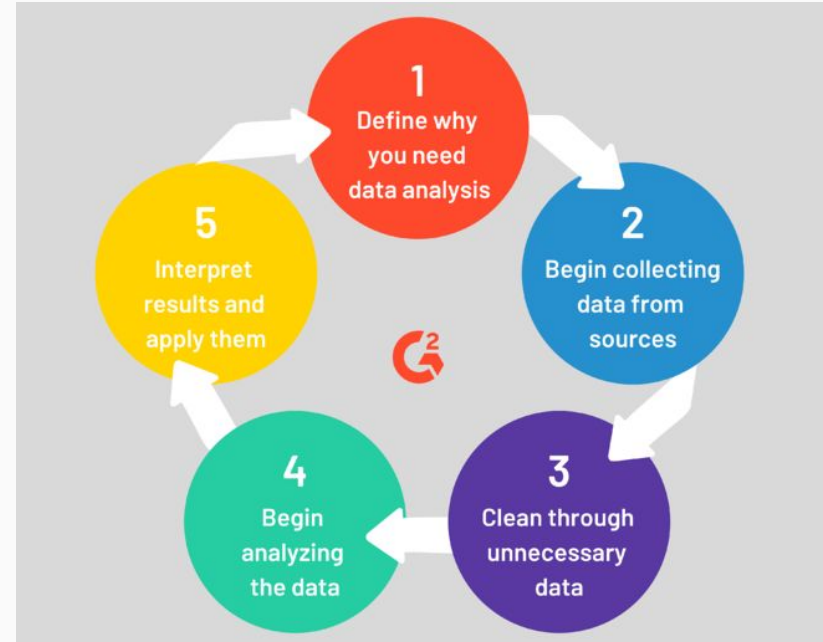 1
Define why
you need
data analysis
2
Begin collecting
data from
sources
3
Clean through
unnecessary
data
4
Begin
analyzing
the data
5
Interpret
results and
apply them
G2